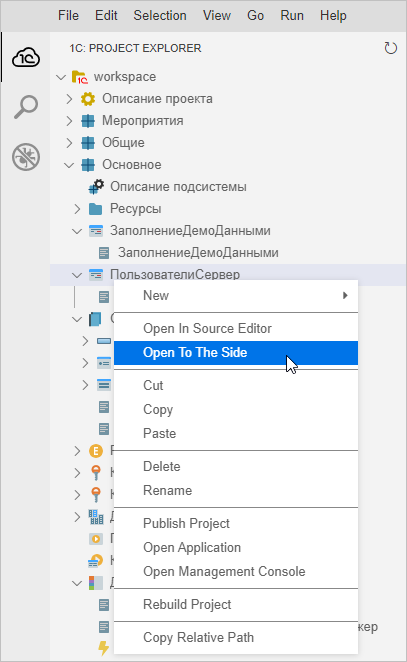 File Edit Selection View Go Run Help
1C: PROJECT EXPLORER
workspace
Описание проекта
Мероприятия
Общие
Основное
Описание подсистемы
Ресурсы
ЗаполнениеДемоДанными
ЗаполнениеДемоДанными
ПользователиСервер
New
Open In Source Editor
Open To The Side
Cut
Copy
Paste
Delete
Rename
Publish Project
Open Application
Open Management Console
Rebuild Project
Copy Relative Path